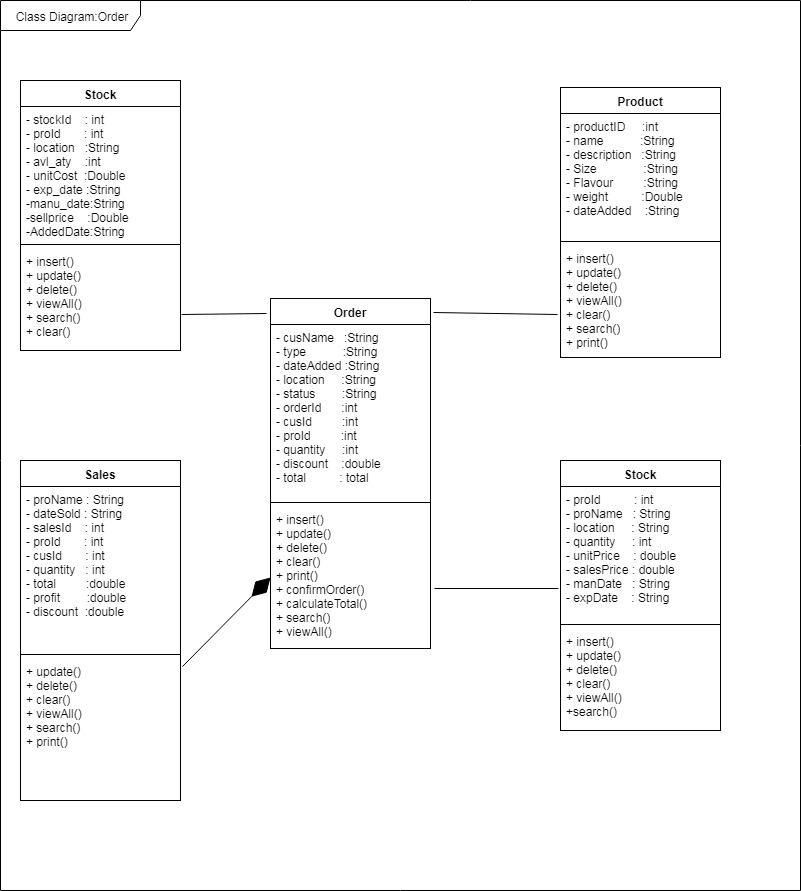 Class Diagram:Order
Stock
- stockId : int
- proId : int
- location :String
- avl_aty :int
- unitCost :Double
- exp_date :String
-manu_date:String
-sellprice :Double
-AddedDate:String
+ insert()
+ update()
+ delete()
+ viewAll()
+ search()
+ clear()
Product
- productID :int
- name :String
- description :String
- Size :String
- Flavour :String
- weight :Double
- dateAdded :String
+ insert()
+ update()
+ delete()
+ viewAll()
+ clear()
+ search()
+ print()
Order
- cusName :String
- type :String
- dateAdded :String
- location :String
- status :String
- orderId :int
- cusId :int
- proId :int
- quantity :int
- discount :double
- total : total
+ insert()
+ update()
+ delete()
+ clear()
+ print()
+ confirmOrder()
+ calculateTotal()
+ search()
+ viewAll()
Sales
- proName : String
- dateSold : String
- salesId : int
- proId : int
- cusId : int
- quantity : int
- total :double
- profit :double
- discount :double
+ update()
+ delete()
+ clear()
+ viewAll()
+ search()
+ print()
Stock
- proId : int
- proName : String
- location : String
- quantity : int
- unitPrice : double
- salesPrice : double
- manDate : String
- expDate : String
+ insert()
+ update()
+ delete()
+ clear()
+ viewAll()
+search()